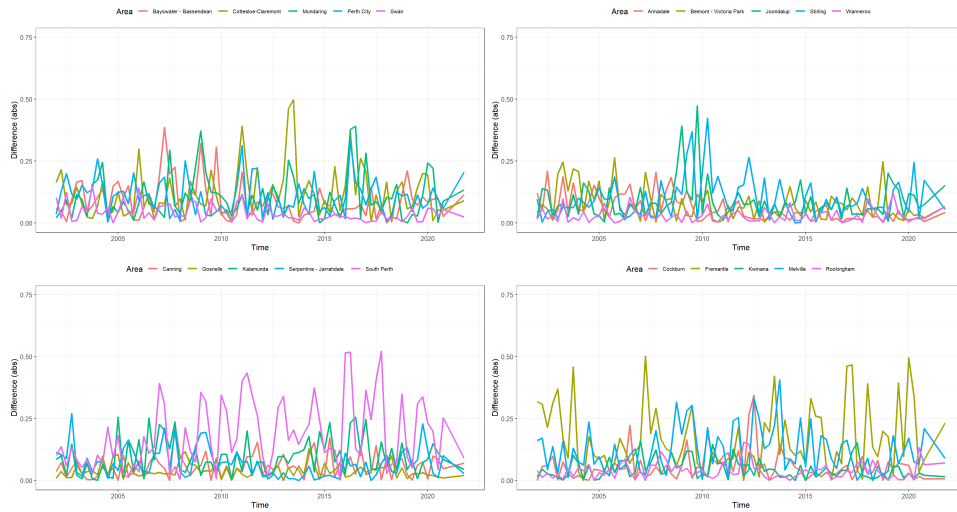 Area Bayswater - Bassendean Cottesloe-Claremont Mundaring Perth City Swan
0.75
0.50
0.25
0.00
Difference (abs)
2005 2010 2015 2020
Time
Area Armadale Belmont - Victoria Park Joondalup Stirling Wanneroo
0.75
0.50
0.25
0.00
Difference (abs)
2005 2010 2015 2020
Time
Area Canning Gosnells Kalamunda Serpentine - Jarrahdale South Perth
0.75
0.50
0.25
0.00
Difference (abs)
2005 2010 2015 2020
Time
Area Cockburn Fremantle Kwinana Melville Rockingham
0.75
0.50
0.25
0.00
Difference (abs)
2005 2010 2015 2020
Time